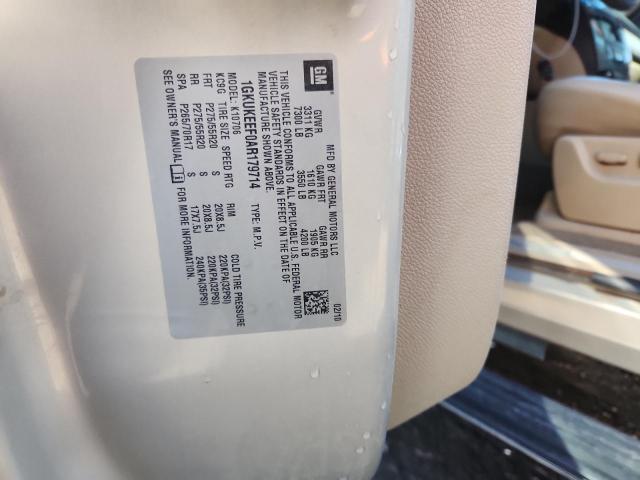 GM
MFD BY GENERAL MOTORS LLC 02/10
GVWR GAWR FRT GAWR RR
3311 KG 1610 KG 1905 KG
7300 LB 3550 LB 4200 LB
THIS VEHICLE CONFORMS TO ALL APPLICABLE U.S. FEDERAL MOTOR
VEHICLE SAFETY STANDARDS IN EFFECT ON THE DATE OF
MANUFACTURE SHOWN ABOVE.
1GKUKEEF0AR179714 TYPE: M.P.V.
MODEL: K10706
KC9G TIRE SIZE SPEED RTG RIM COLD TIRE PRESSURE
FRT P275/55R20 S 20X8.5J 220KPA(32PSI)
RR P275/55R20 S 20X8.5J 220KPA(32PSI)
SPA P265/70R17 S 17X7.5J 240KPA(35PSI)
SEE OWNER'S MANUAL FOR MORE INFORMATION.